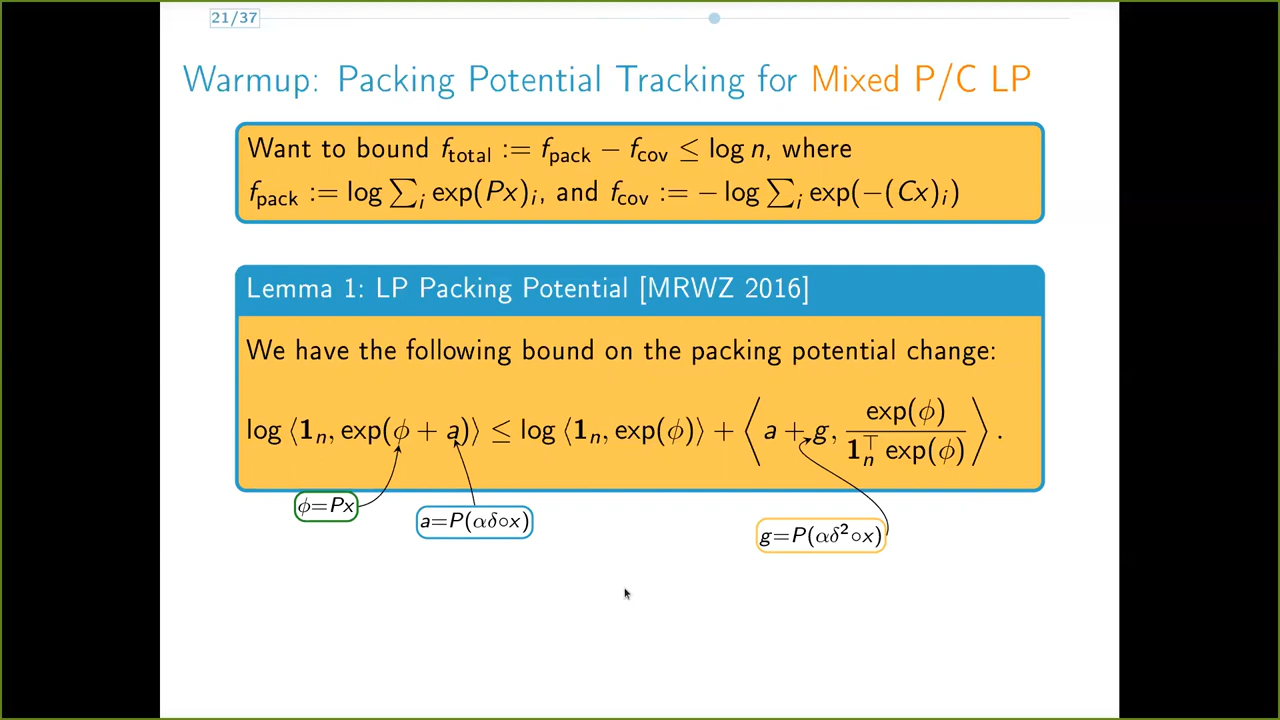 21/37
Warmup: Packing Potential Tracking for Mixed P/C LP
Want to bound f_total := f_pack − f_cov ≤ log n, where
f_pack := log ∑_i exp(Px)_i, and f_cov := − log ∑_i exp(−(Cx)_i)
Lemma 1: LP Packing Potential [MRWZ 2016]
We have the following bound on the packing potential change:
log ⟨𝟏_n, exp(ϕ + a)⟩ ≤ log ⟨𝟏_n, exp(ϕ)⟩ + ⟨a + g, exp(ϕ) / 𝟏_n^⊤ exp(ϕ)⟩.
ϕ=Px
a=P(αδ∘x)
g=P(αδ²∘x)